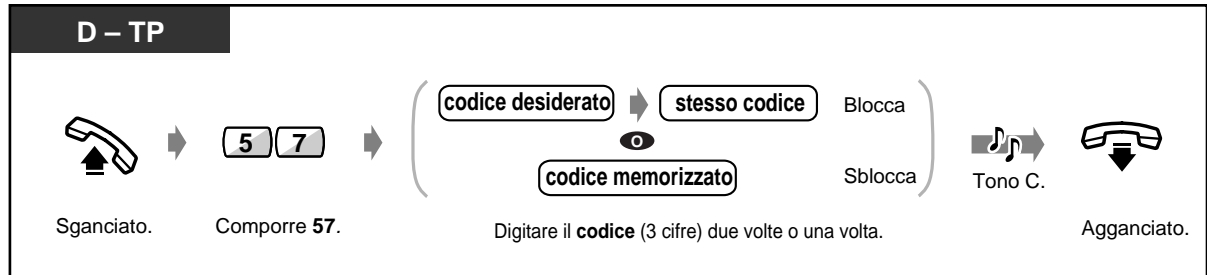 D – TP
codice desiderato stesso codice Blocca
O
codice memorizzato Sblocca
5 7
Tono C.
Sganciato. Comporre 57. Digitare il codice (3 cifre) due volte o una volta. Agganciato.